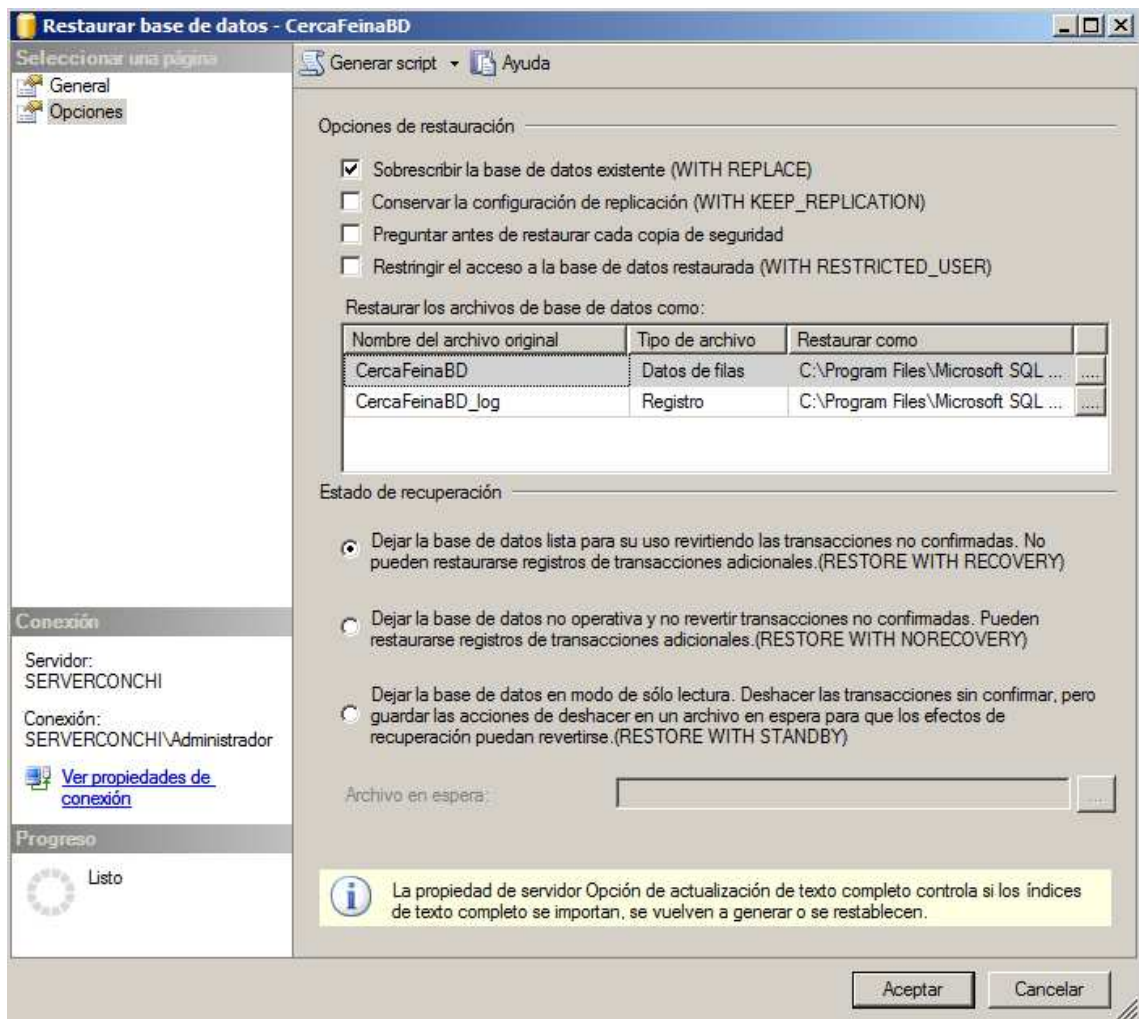 Restaurar base de datos - CercaFeinaBD
Seleccionar una página
General
Opciones
Generar script
Ayuda
Opciones de restauración
Sobrescribir la base de datos existente (WITH REPLACE)
Conservar la configuración de replicación (WITH KEEP_REPLICATION)
Preguntar antes de restaurar cada copia de seguridad
Restringir el acceso a la base de datos restaurada (WITH RESTRICTED_USER)
Restaurar los archivos de base de datos como:
Nombre del archivo original Tipo de archivo Restaurar como
CercaFeinaBD Datos de filas C:\Program Files\Microsoft SQL ... ....
CercaFeinaBD_log Registro C:\Program Files\Microsoft SQL ... ....
Estado de recuperación
Dejar la base de datos lista para su uso revirtiendo las transacciones no confirmadas. No
pueden restaurarse registros de transacciones adicionales.(RESTORE WITH RECOVERY)
Dejar la base de datos no operativa y no revertir transacciones no confirmadas. Pueden
restaurarse registros de transacciones adicionales.(RESTORE WITH NORECOVERY)
Dejar la base de datos en modo de sólo lectura. Deshacer las transacciones sin confirmar, pero
guardar las acciones de deshacer en un archivo en espera para que los efectos de
recuperación puedan revertirse.(RESTORE WITH STANDBY)
Archivo en espera: ...
La propiedad de servidor Opción de actualización de texto completo controla si los índices
de texto completo se importan, se vuelven a generar o se restablecen.
Conexión
Servidor:
SERVERCONCHI
Conexión:
SERVERCONCHI\Administrador
Ver propiedades de
conexión
Progreso
Listo
Aceptar
Cancelar